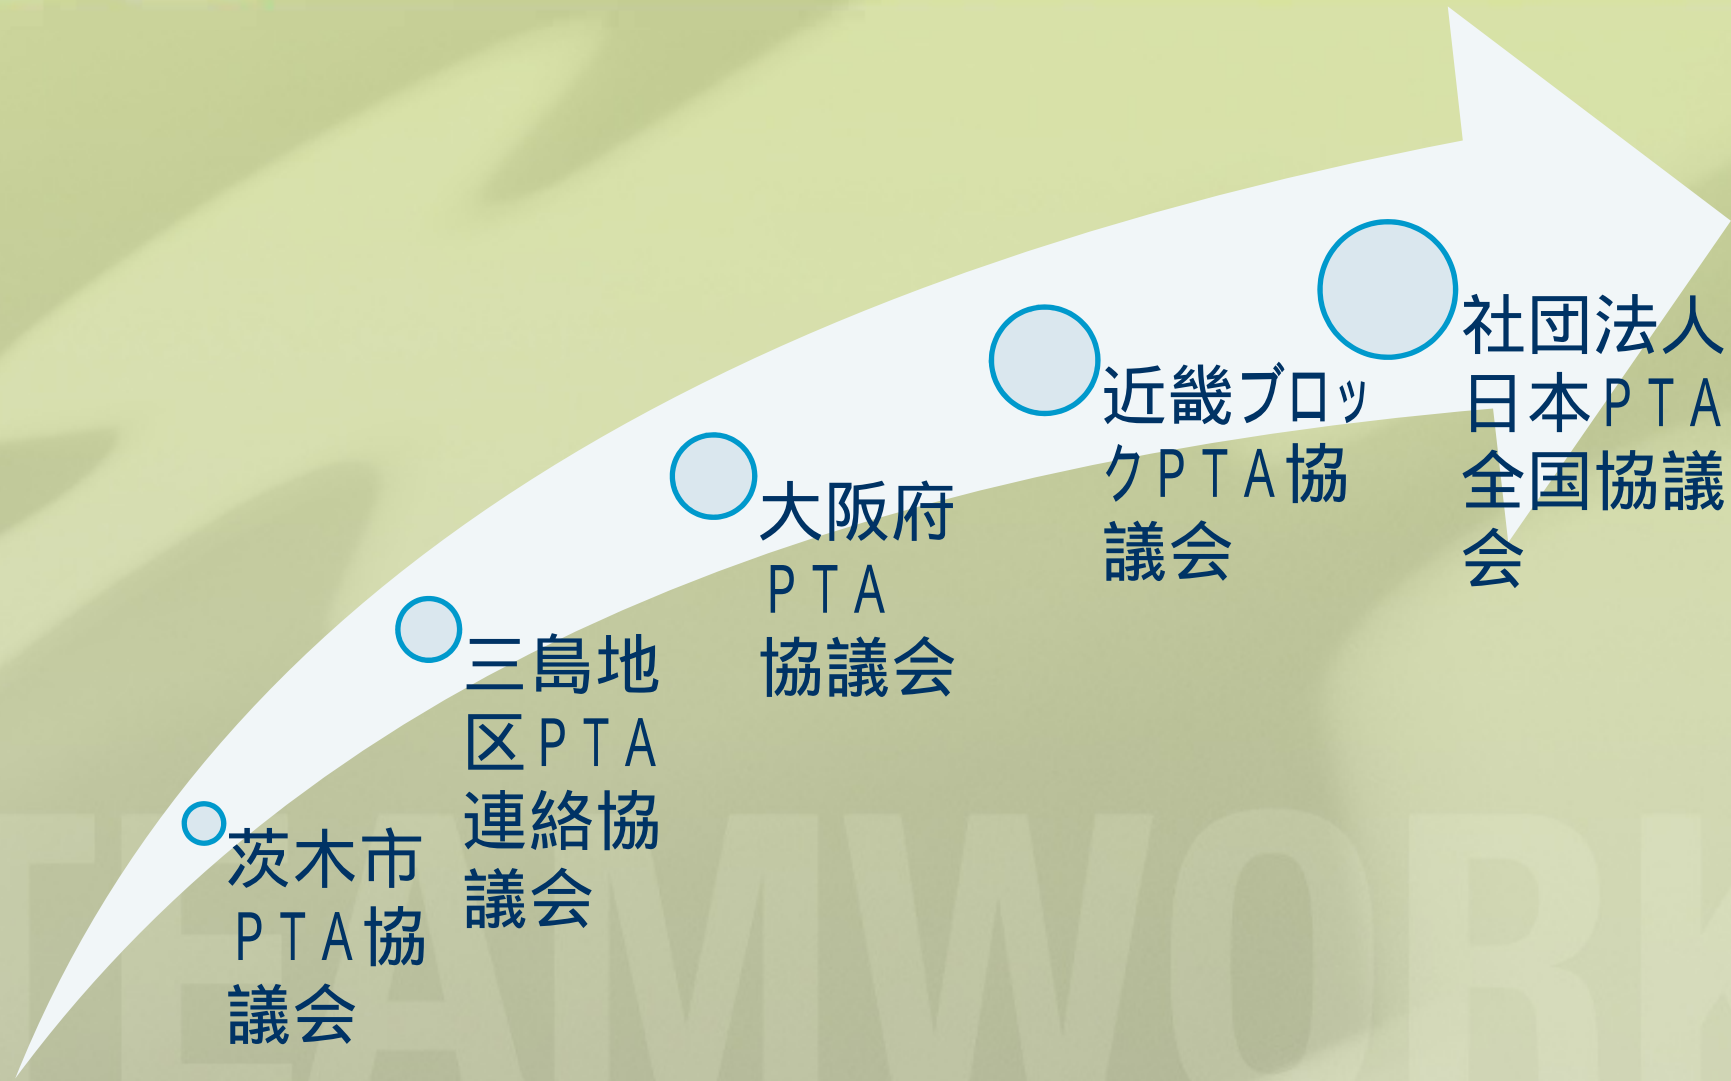 茨木市
ＰＴＡ協
議会
三島地
区ＰＴＡ
連絡協
議会
大阪府
ＰＴＡ
協議会
近畿ブロッ
クＰＴＡ協
議会
社団法人
日本ＰＴＡ
全国協議
会
TEAMWORK